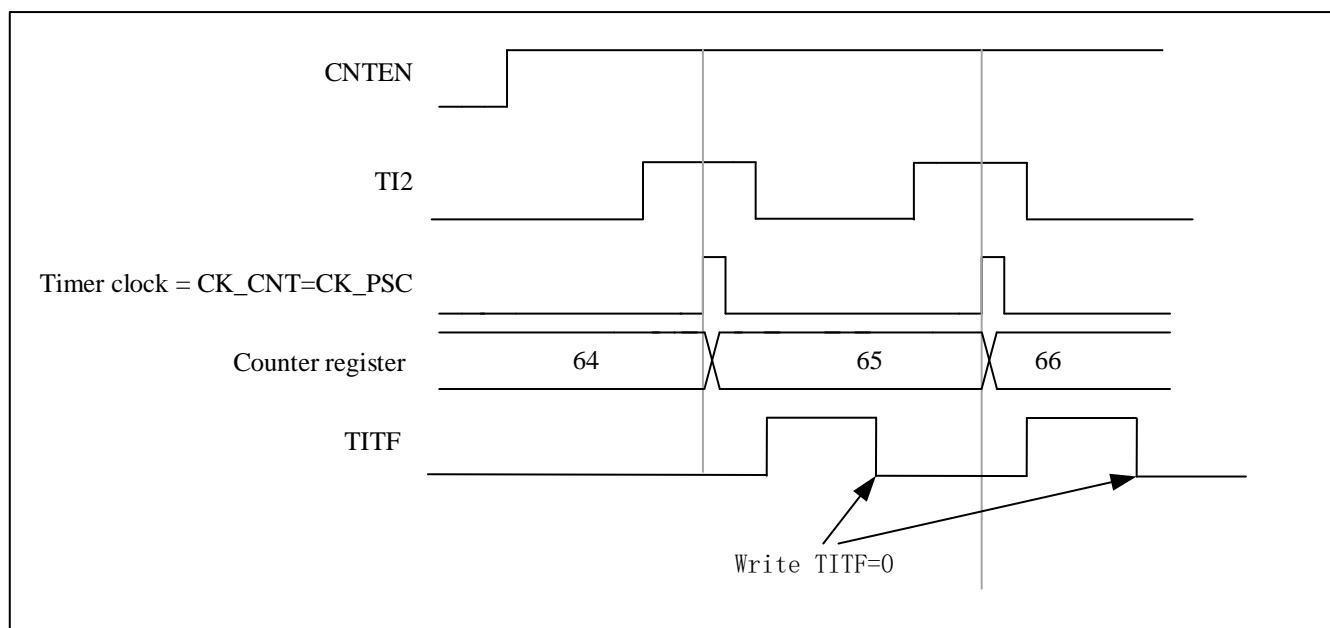 CNTEN
TI2
Timer clock = CK_CNT=CK_PSC
Counter register
64
65
66
TITF
Write TITF=0